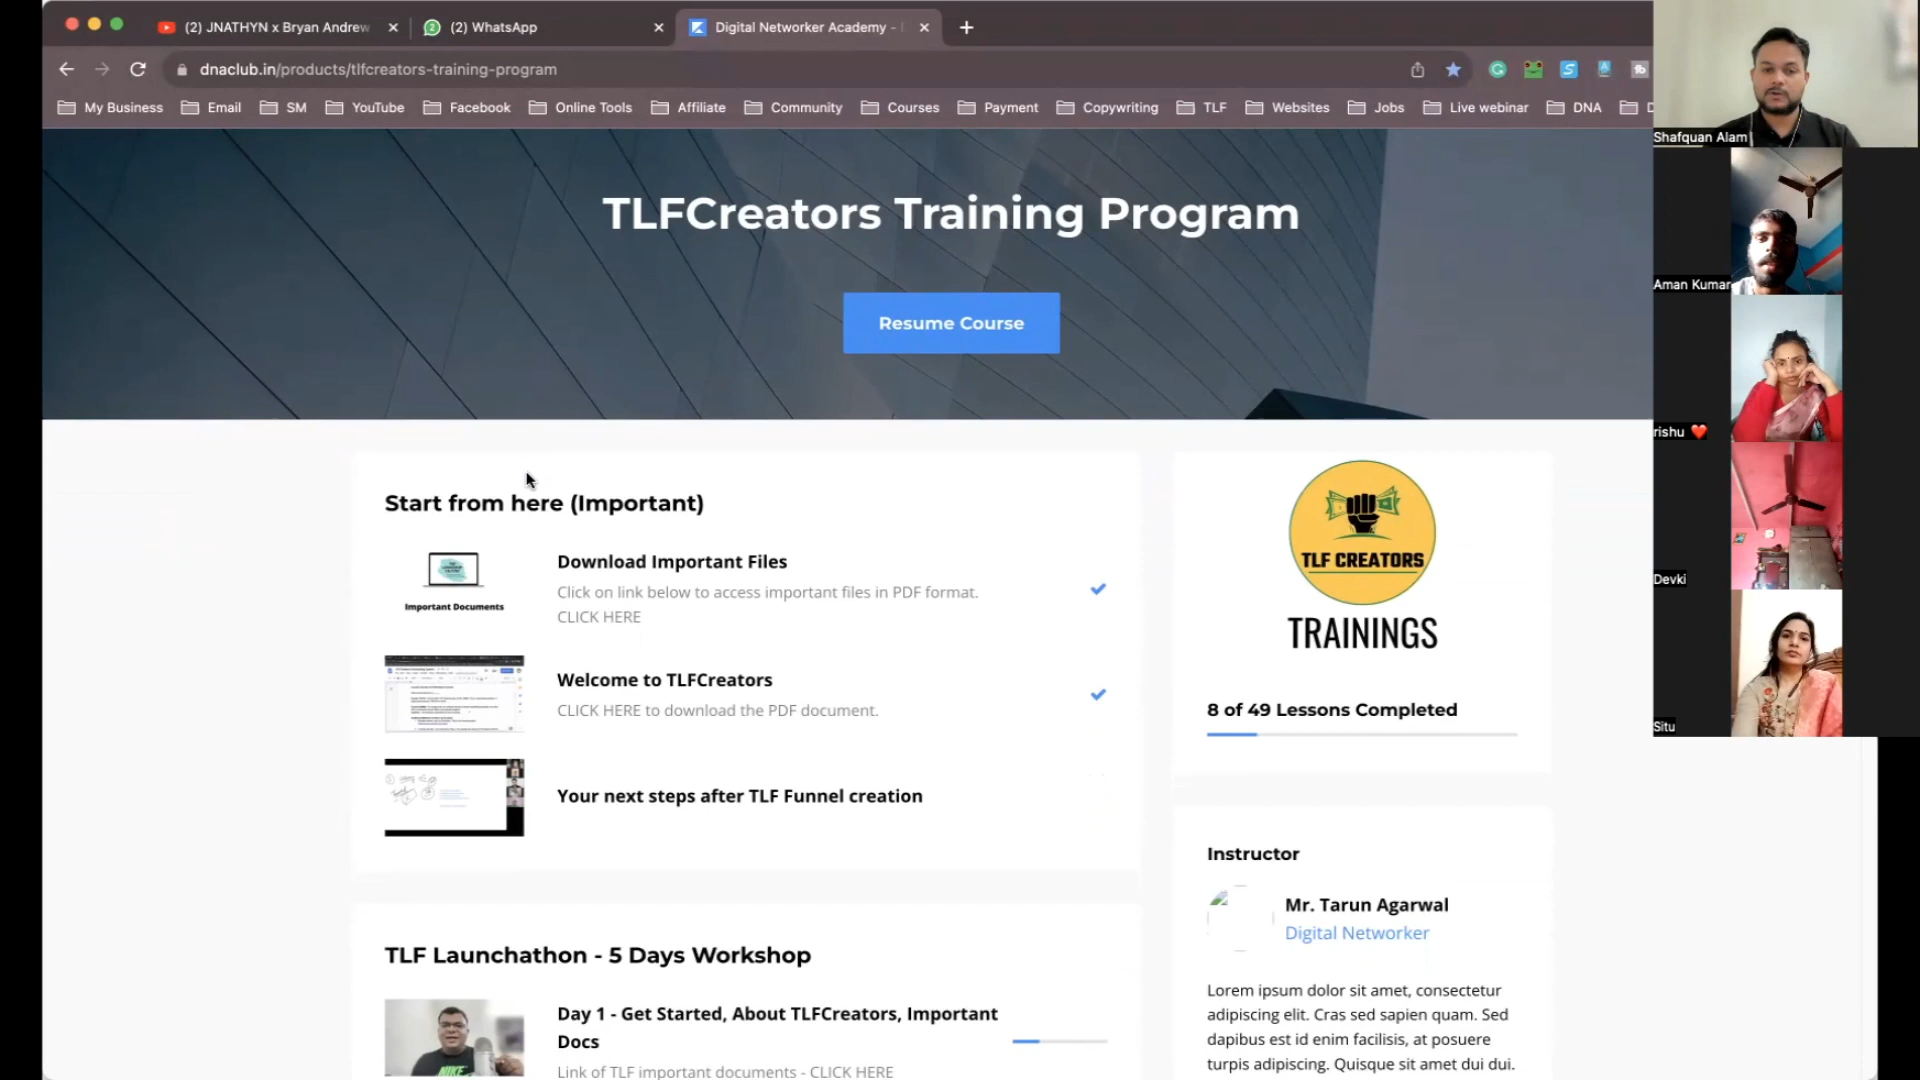 (2) JNATHYN x Bryan Andrew
(2) WhatsApp
Digital Networker Academy -
dnaclub.in/products/tlfcreators-training-program
My Business
Email
SM
YouTube
Facebook
Online Tools
Affiliate
Community
Courses
Payment
Copywriting
TLF
Websites
Jobs
Live webinar
DNA
D
Shafquan Alam
Aman Kumar
rishu ❤️
Devki
Situ
TLFCreators Training Program
Resume Course
Start from here (Important)
Important Documents
Download Important Files
Click on link below to access important files in PDF format.
CLICK HERE
Welcome to TLFCreators
CLICK HERE to download the PDF document.
Your next steps after TLF Funnel creation
TLF Launchathon - 5 Days Workshop
Day 1 - Get Started, About TLFCreators, Important
Docs
Link of TLF important documents - CLICK HERE
NIKE
TLF CREATORS
TRAININGS
8 of 49 Lessons Completed
Instructor
Mr. Tarun Agarwal
Digital Networker
Lorem ipsum dolor sit amet, consectetur
adipiscing elit. Cras sed sapien quam. Sed
dapibus est id enim facilisis, at posuere
turpis adipiscing. Quisque sit amet dui dui.